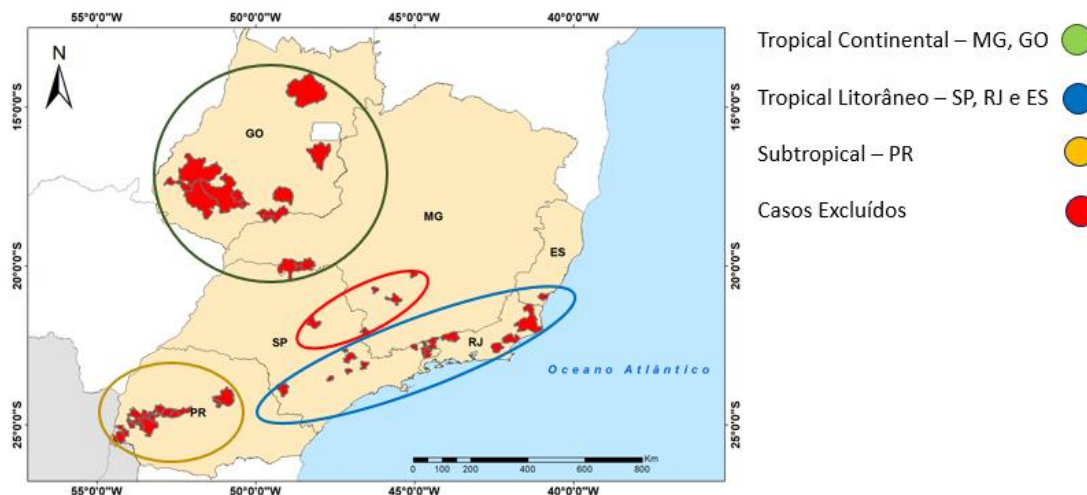 55°0'0"O 50°0'0"O 45°0'0"O 40°0'0"O
N
15°0'0"S
15°0'0"S
GO
MG
ES
20°0'0"S
20°0'0"S
SP
RJ
Oceano Atlântico
PR
25°0'0"S
25°0'0"S
Km
0 100 200 400 600 800
55°0'0"O 50°0'0"O 45°0'0"O 40°0'0"O
Tropical Continental – MG, GO
Tropical Litorâneo – SP, RJ e ES
Subtropical – PR
Casos Excluídos